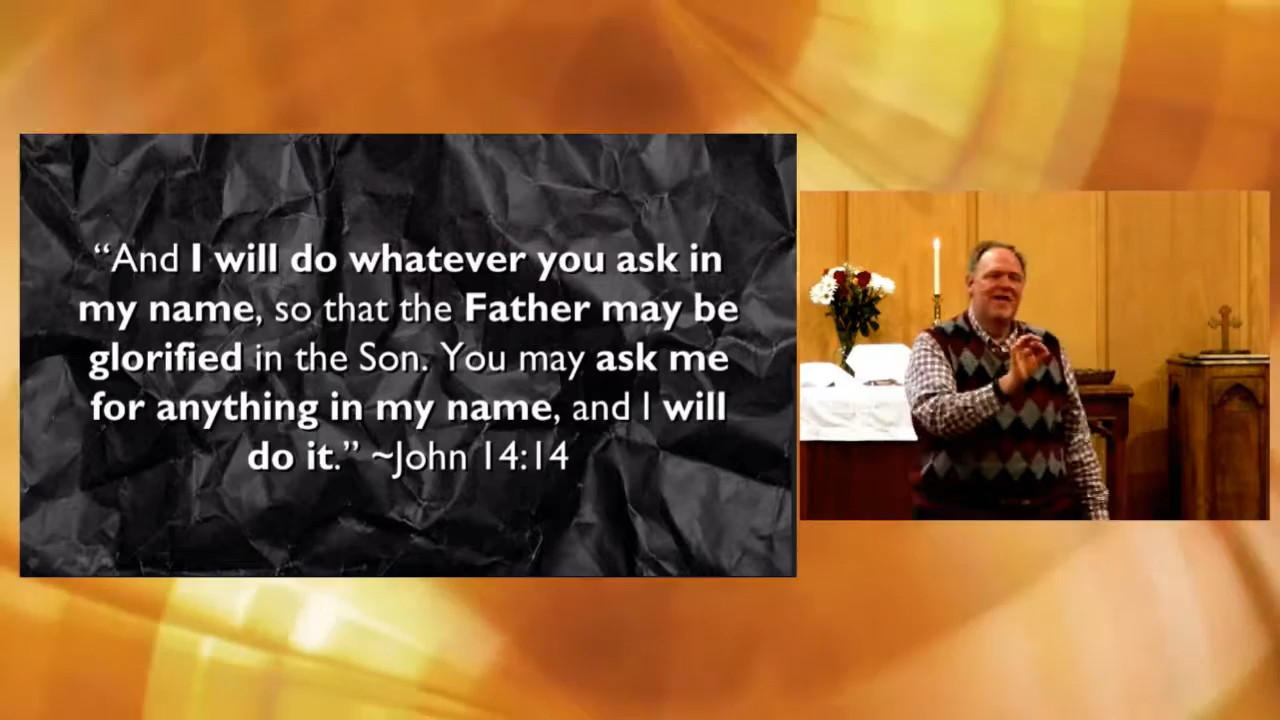 “And I will do whatever you ask in
my name, so that the Father may be
glorified in the Son. You may ask me
for anything in my name, and I will
do it.” ~John 14:14